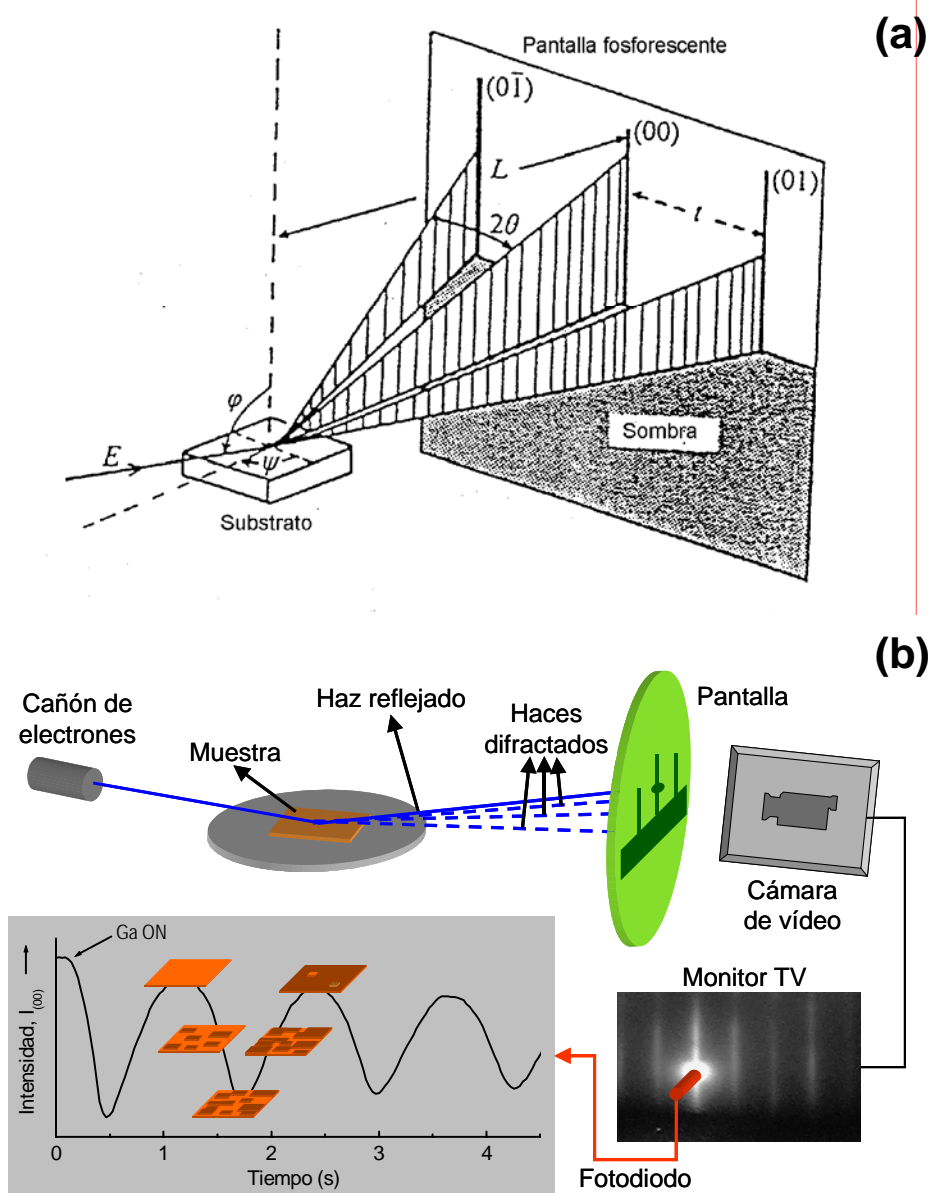 (a)
Pantalla fosforescente
(01̅)
(00)
(01)
L
l
2θ
φ
E
ψ
Sombra
Substrato
(b)
Cañón de
electrones
Muestra
Haz reflejado
Haces
difractados
Pantalla
Cámara
de vídeo
Monitor TV
Fotodiodo
Ga ON
Intensidad, I(00)
0 1 2 3 4
Tiempo (s)